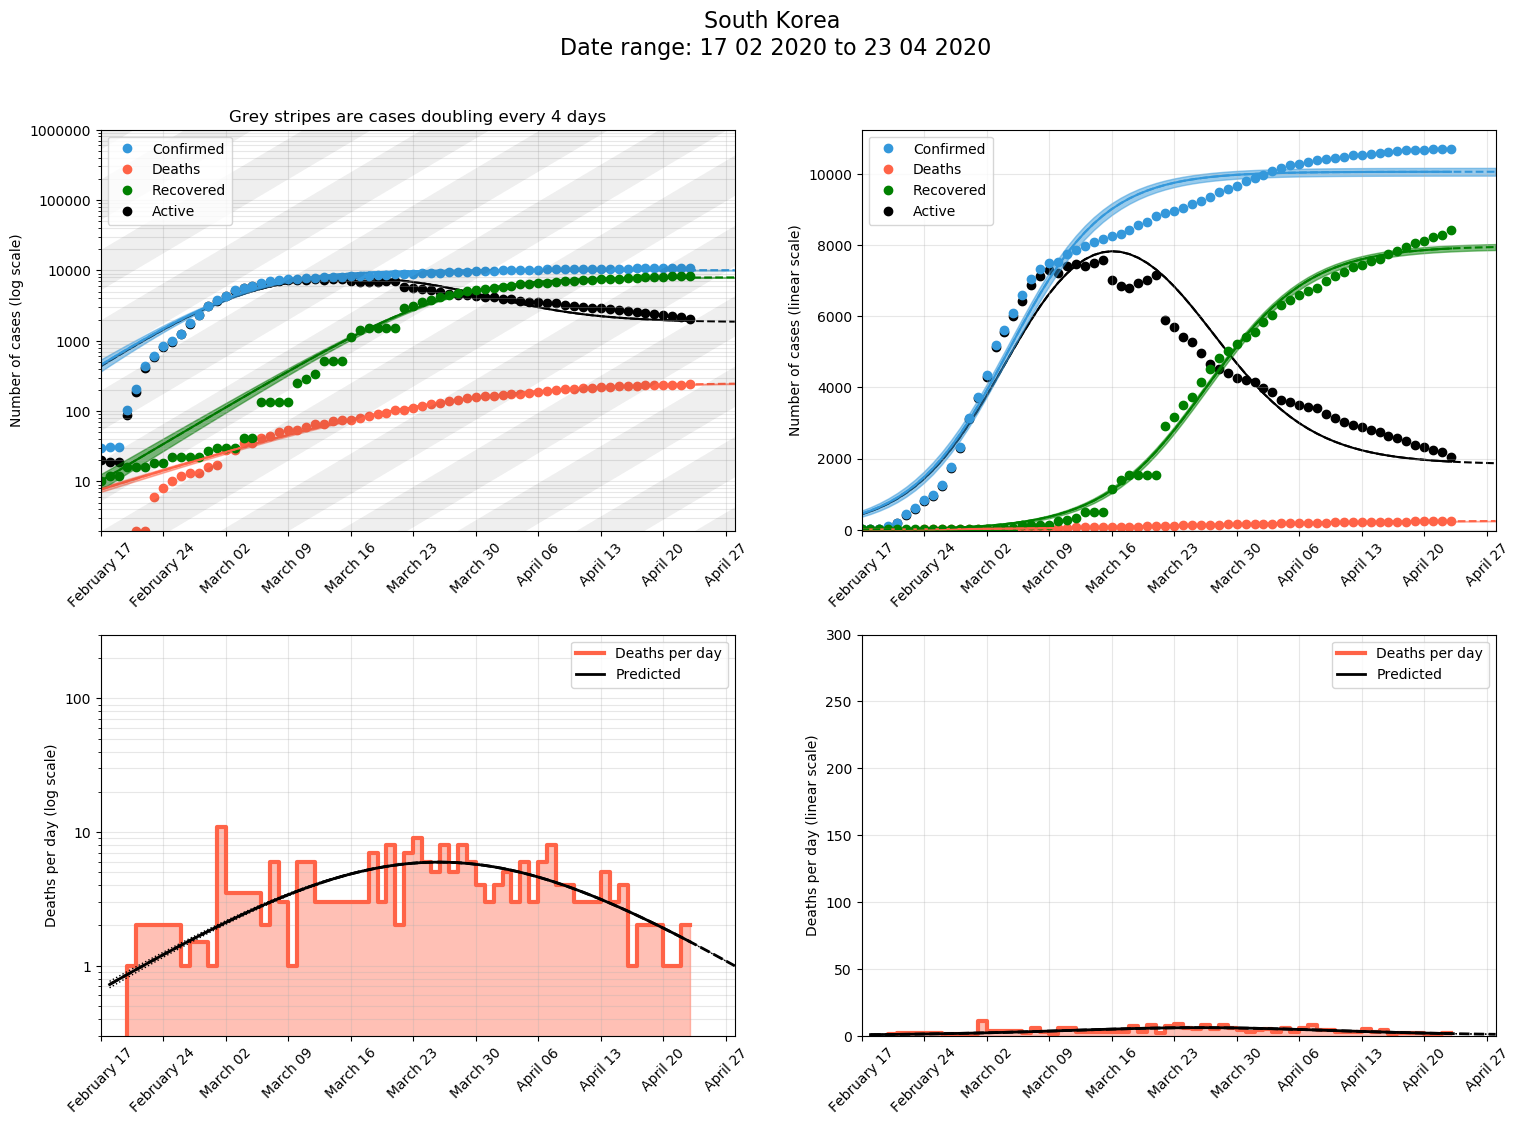 South Korea
Date range: 17 02 2020 to 23 04 2020
Grey stripes are cases doubling every 4 days
Number of cases (log scale)
1000000
100000
10000
1000
100
10
Confirmed
Deaths
Recovered
Active
February 17
February 24
March 02
March 09
March 16
March 23
March 30
April 06
April 13
April 20
April 27
Number of cases (linear scale)
10000
8000
6000
4000
2000
0
Confirmed
Deaths
Recovered
Active
February 17
February 24
March 02
March 09
March 16
March 23
March 30
April 06
April 13
April 20
April 27
Deaths per day (log scale)
100
10
1
Deaths per day
Predicted
February 17
February 24
March 02
March 09
March 16
March 23
March 30
April 06
April 13
April 20
April 27
Deaths per day (linear scale)
300
250
200
150
100
50
0
Deaths per day
Predicted
February 17
February 24
March 02
March 09
March 16
March 23
March 30
April 06
April 13
April 20
April 27